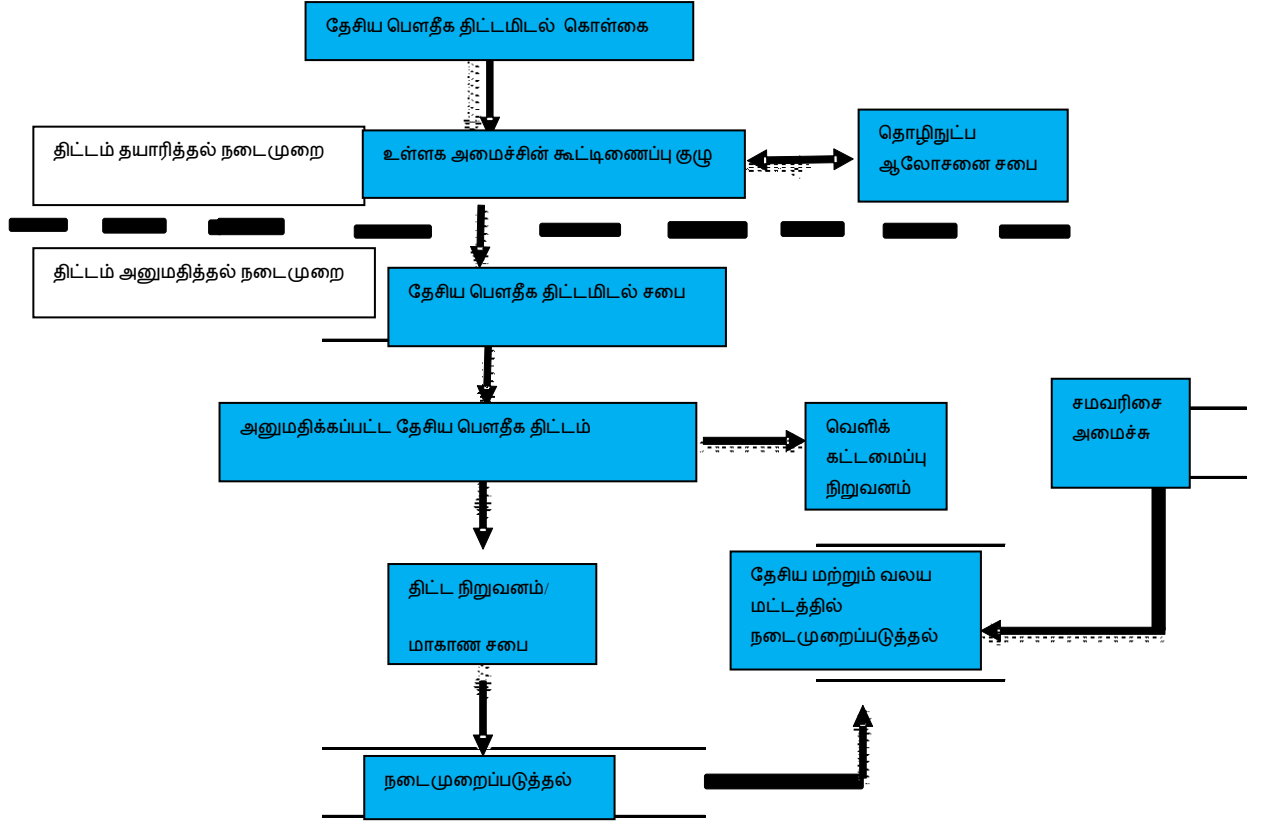 தேசிய பௌதீக திட்டமிடல் கொள்கை
திட்டம் தயாரித்தல் நடைமுறை
உள்ளக அமைச்சின் கூட்டிணைப்பு குழு
தொழிநுட்ப
ஆலோசனை சபை
திட்டம் அனுமதித்தல் நடைமுறை
தேசிய பௌதீக திட்டமிடல் சபை
அனுமதிக்கப்பட்ட தேசிய பௌதீக திட்டம்
வெளிக்
கட்டமைப்பு
நிறுவனம்
சமவரிசை
அமைச்சு
திட்ட நிறுவனம்/
மாகாண சபை
தேசிய மற்றும் வலய
மட்டத்தில்
நடைமுறைப்படுத்தல்
நடைமுறைப்படுத்தல்